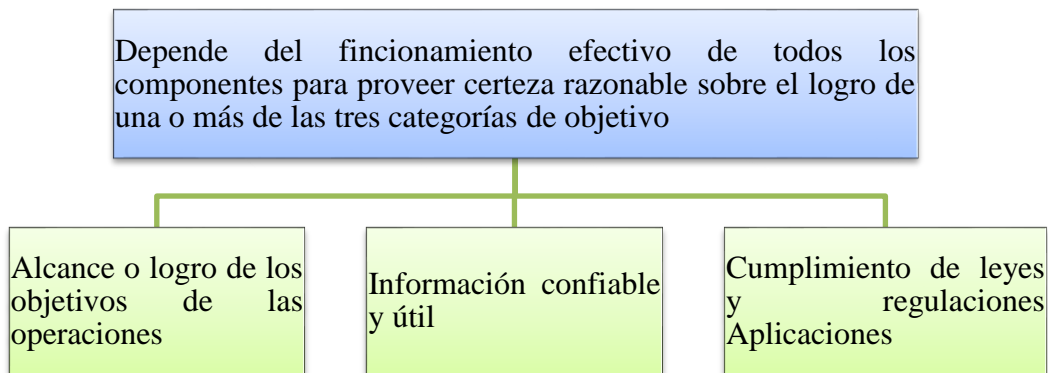 Depende del fincionamiento efectivo de todos los
componentes para proveer certeza razonable sobre el logro de
una o más de las tres categorías de objetivo
Alcance o logro de los
objetivos de las
operaciones
Información confiable
y útil
Cumplimiento de leyes
y regulaciones
Aplicaciones